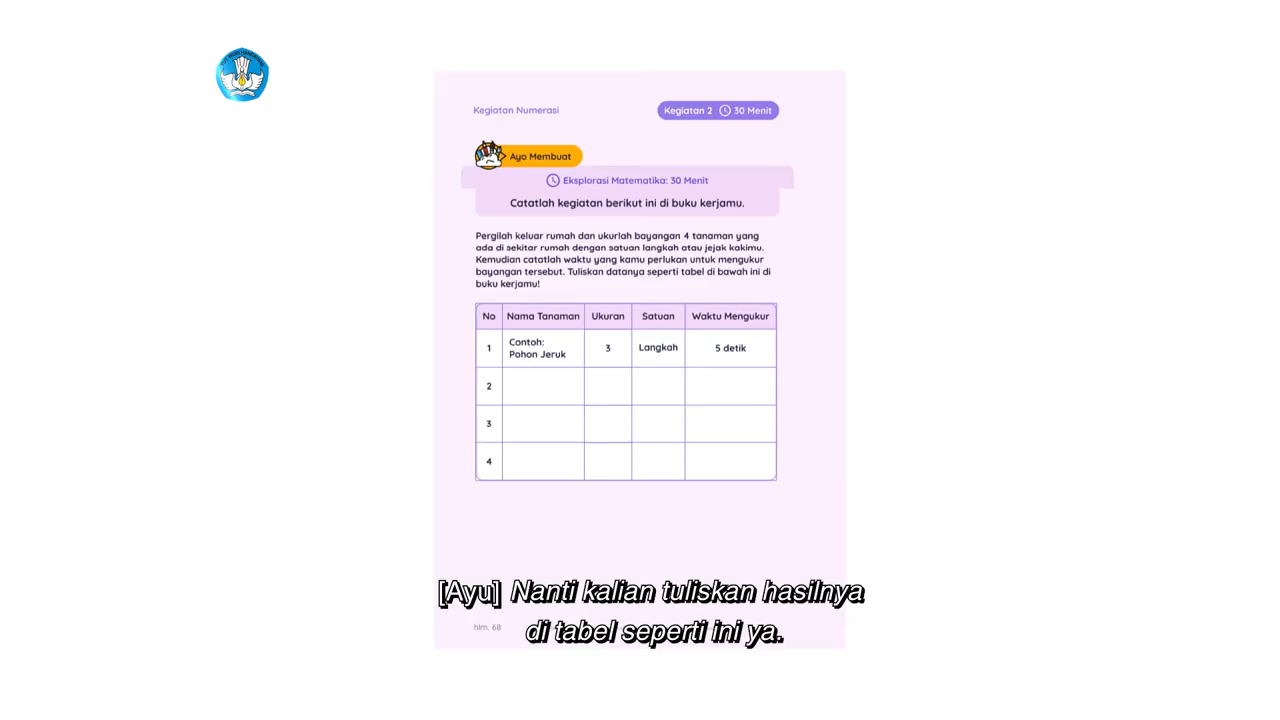 Kegiatan Numerasi
Kegiatan 2 30 Menit
Ayo Membuat
Eksplorasi Matematika: 30 Menit
Catatlah kegiatan berikut ini di buku kerjamu.
Pergilah keluar rumah dan ukurlah bayangan 4 tanaman yang
ada di sekitar rumah dengan satuan langkah atau jejak kakimu.
Kemudian catatlah waktu yang kamu perlukan untuk mengukur
bayangan tersebut. Tuliskan datanya seperti tabel di bawah ini di
buku kerjamu!
No Nama Tanaman Ukuran Satuan Waktu Mengukur
1 Contoh: Pohon Jeruk 3 Langkah 5 detik
2
3
4
[Ayu] Nanti kalian tuliskan hasilnya
di tabel seperti ini ya.
hlm. 68